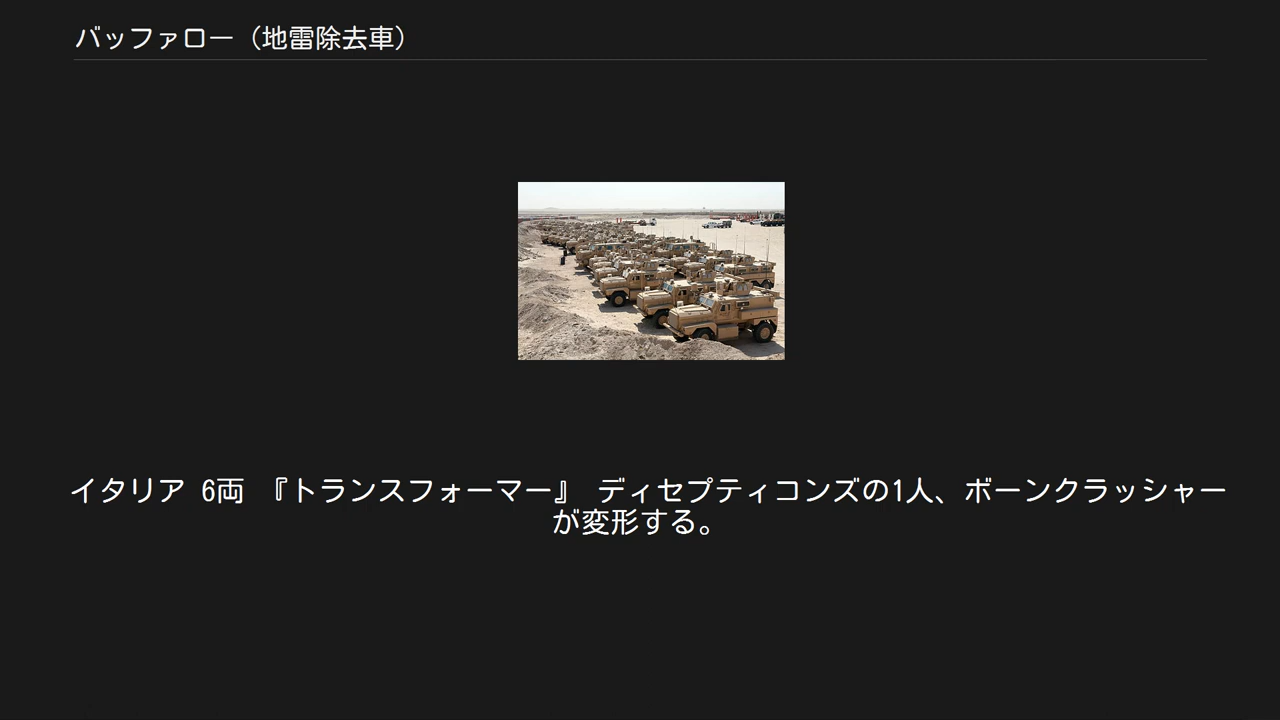 バッファロー（地雷除去車）
イタリア 6両 『トランスフォーマー』 ディセプティコンズの1人、ボーンクラッシャー
が変形する。